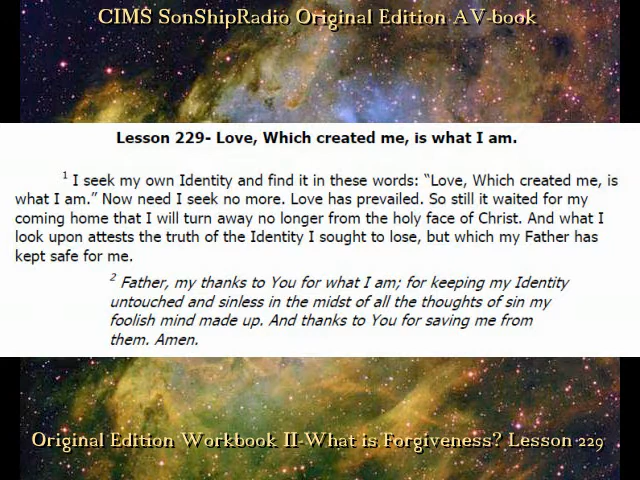 CIMS SonShipRadio Original Edition AV-book
Lesson 229- Love, Which created me, is what I am.
1 I seek my own Identity and find it in these words: “Love, Which created me, is
what I am.” Now need I seek no more. Love has prevailed. So still it waited for my
coming home that I will turn away no longer from the holy face of Christ. And what I
look upon attests the truth of the Identity I sought to lose, but which my Father has
kept safe for me.
2 Father, my thanks to You for what I am; for keeping my Identity
untouched and sinless in the midst of all the thoughts of sin my
foolish mind made up. And thanks to You for saving me from
them. Amen.
Original Edition Workbook II-What is Forgiveness? Lesson 229